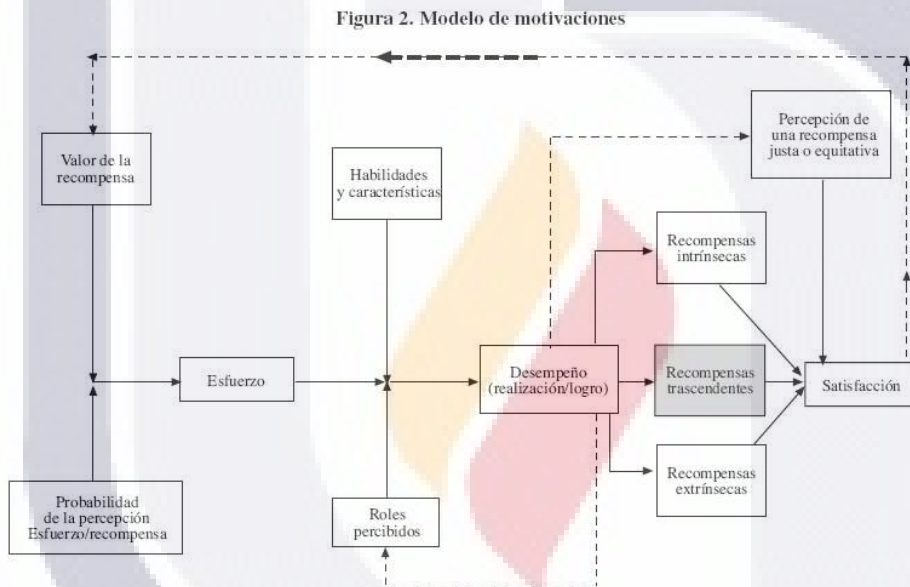 Figura 2. Modelo de motivaciones
Valor de la
recompensa
Habilidades
y características
Percepción de
una recompensa
justa o equitativa
Recompensas
intrínsecas
Esfuerzo
Desempeño
(realización/logro)
Recompensas
trascendentes
Satisfacción
Probabilidad
de la percepción
Esfuerzo/recompensa
Roles
percibidos
Recompensas
extrínsecas